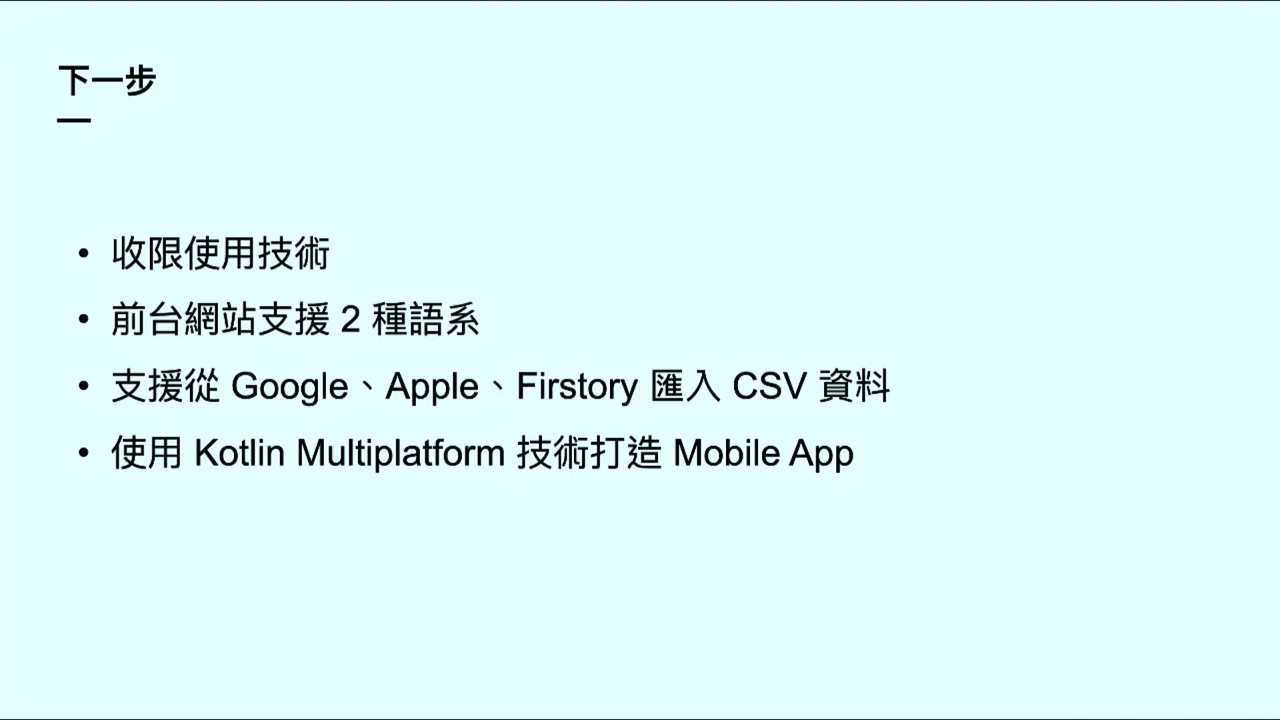 下一步
• 收限使用技術
• 前台網站支援 2 種語系
• 支援從 Google、Apple、Firstory 匯入 CSV 資料
• 使用 Kotlin Multiplatform 技術打造 Mobile App